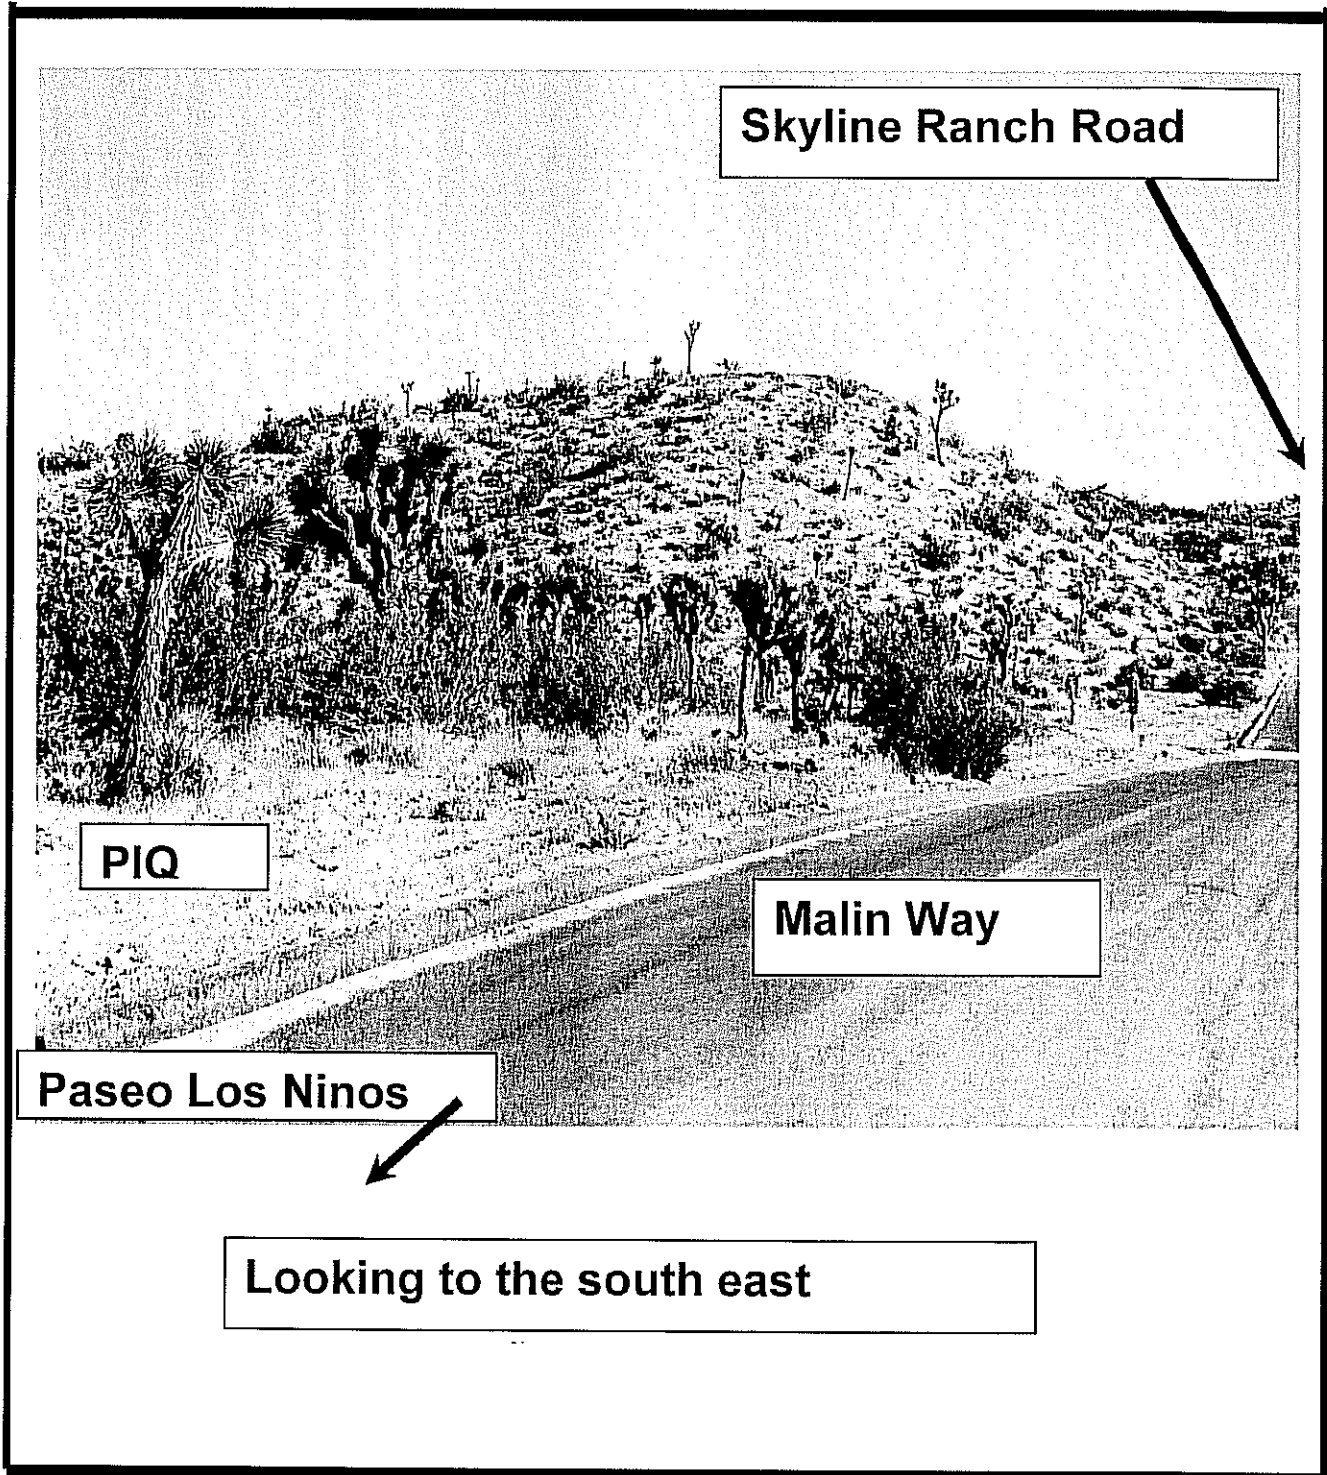 Skyline Ranch Road
PIQ
Malin Way
Paseo Los Ninos
Looking to the south east